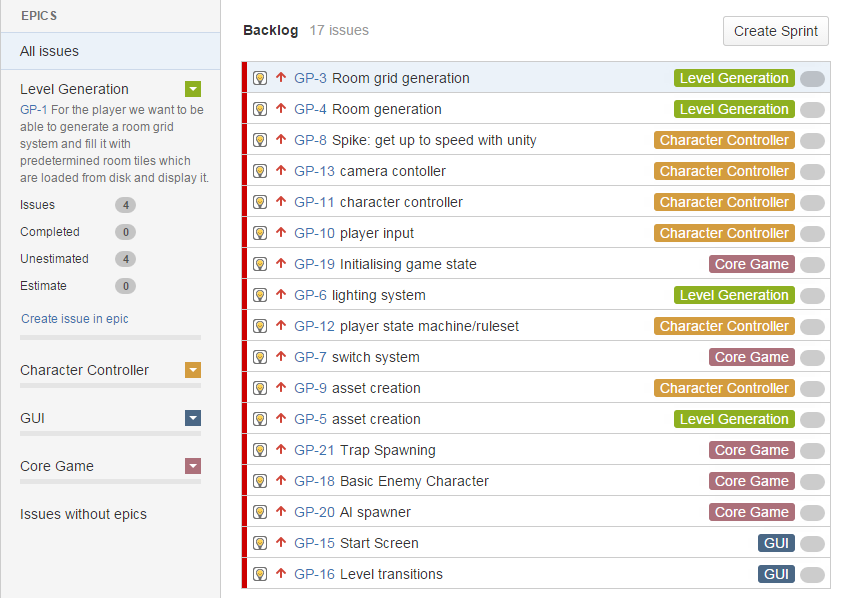 EPICS
All issues
Level Generation
GP-1 For the player we want to be
able to generate a room grid
system and fill it with
predetermined room tiles which
are loaded from disk and display it.
Issues 4
Completed 0
Unestimated 4
Estimate 0
Create issue in epic
Character Controller
GUI
Core Game
Issues without epics
Backlog 17 issues
Create Sprint
GP-3 Room grid generation Level Generation
GP-4 Room generation Level Generation
GP-8 Spike: get up to speed with unity Character Controller
GP-13 camera contoller Character Controller
GP-11 character controller Character Controller
GP-10 player input Character Controller
GP-19 Initialising game state Core Game
GP-6 lighting system Level Generation
GP-12 player state machine/ruleset Character Controller
GP-7 switch system Core Game
GP-9 asset creation Character Controller
GP-5 asset creation Level Generation
GP-21 Trap Spawning Core Game
GP-18 Basic Enemy Character Core Game
GP-20 AI spawner Core Game
GP-15 Start Screen GUI
GP-16 Level transitions GUI